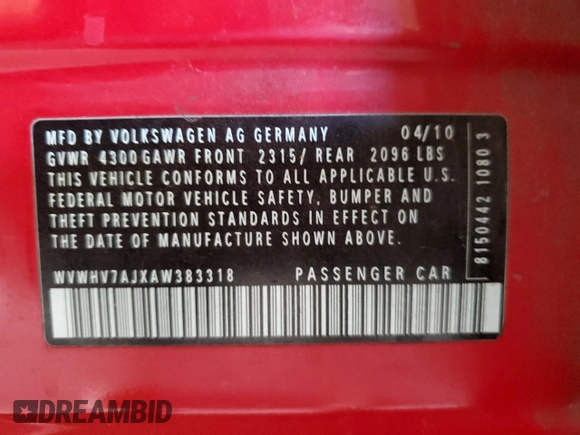 MFD BY VOLKSWAGEN AG GERMANY 04/10
GVWR 4300 GAWR FRONT 2315/ REAR 2096 LBS
THIS VEHICLE CONFORMS TO ALL APPLICABLE U.S.
FEDERAL MOTOR VEHICLE SAFETY, BUMPER AND
THEFT PREVENTION STANDARDS IN EFFECT ON
THE DATE OF MANUFACTURE SHOWN ABOVE.
WVWHV7AJXAW383318 PASSENGER CAR
8150442 1080 3
DREAMBID